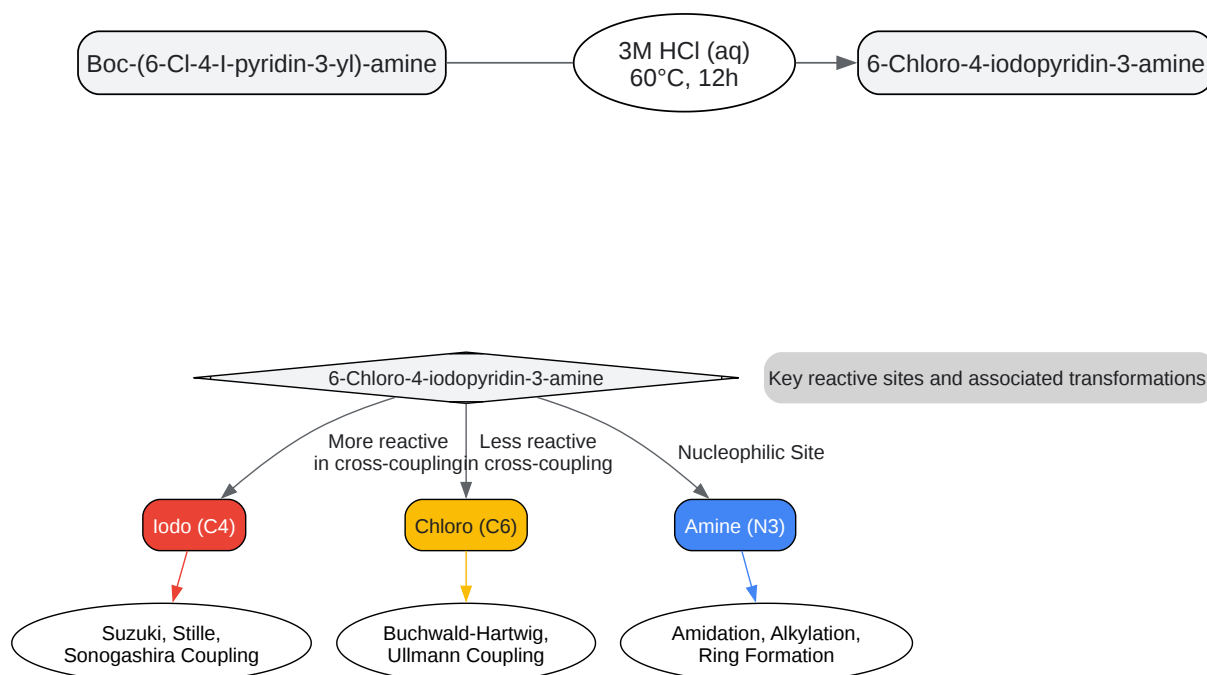 Boc-(6-Cl-4-I-pyridin-3-yl)-amine
3M HCl (aq)
60°C, 12h
6-Chloro-4-iodopyridin-3-amine
6-Chloro-4-iodopyridin-3-amine
Key reactive sites and associated transformations
More reactive
in cross-coupling
Less reactive
in cross-coupling
Nucleophilic Site
Iodo (C4)
Chloro (C6)
Amine (N3)
Suzuki, Stille,
Sonogashira Coupling
Buchwald-Hartwig,
Ullmann Coupling
Amidation, Alkylation,
Ring Formation